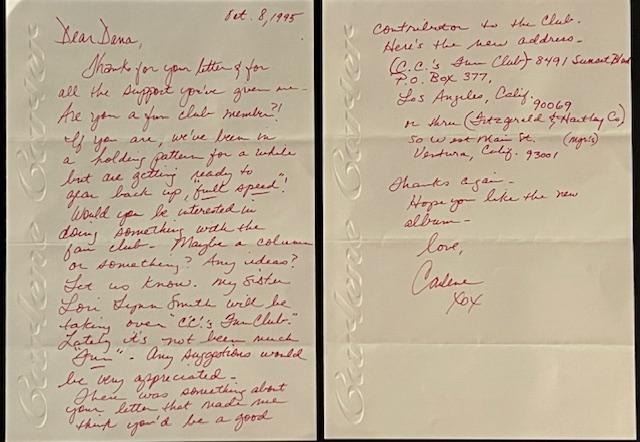 Oct. 8, 1995
Dear Dana,
Thanks for your letter & for
all the support you've given me—
Are you a fan club member?!
If you are, we've been in
a holding pattern for a while
but are getting ready to
gear back up, "full speed".
Would you be interested in
doing something with the
fan club— Maybe a column
or something? Any ideas?
Let us know. My Sister
Lori Lynn Smith will be
taking over "CC.'s Fun Club."
Lately it's not been much
"Fun"— Any suggestions would
be very appreciated—
There was something about
your letter that made me
think you'd be a good
Carlene
contributor to the Club.
Here's the new address—
(C.C.'s Fun Club) 8491 Sunset Blvd
P.O. Box 377,
Los Angeles, Calif.
90069
or thru (Fitzgerald & Hartley Co)
50 West Main St. (mgr's)
Ventura, Calif. 93001
Thanks again—
Hope you like the new
album—
love,
Carlene
xox
Carlene